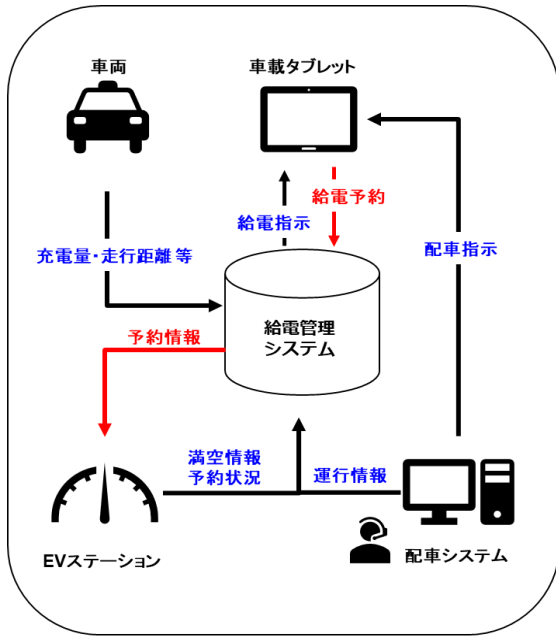 車両
車載タブレット
給電予約
給電指示
配車指示
充電量・走行距離等
給電管理
システム
予約情報
満空情報
予約状況
運行情報
EVステーション
配車システム